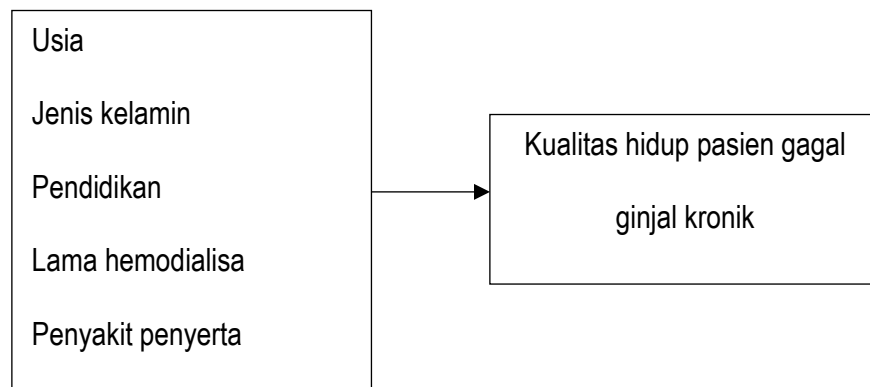 Usia
Jenis kelamin
Pendidikan
Lama hemodialisa
Penyakit penyerta
Kualitas hidup pasien gagal
ginjal kronik